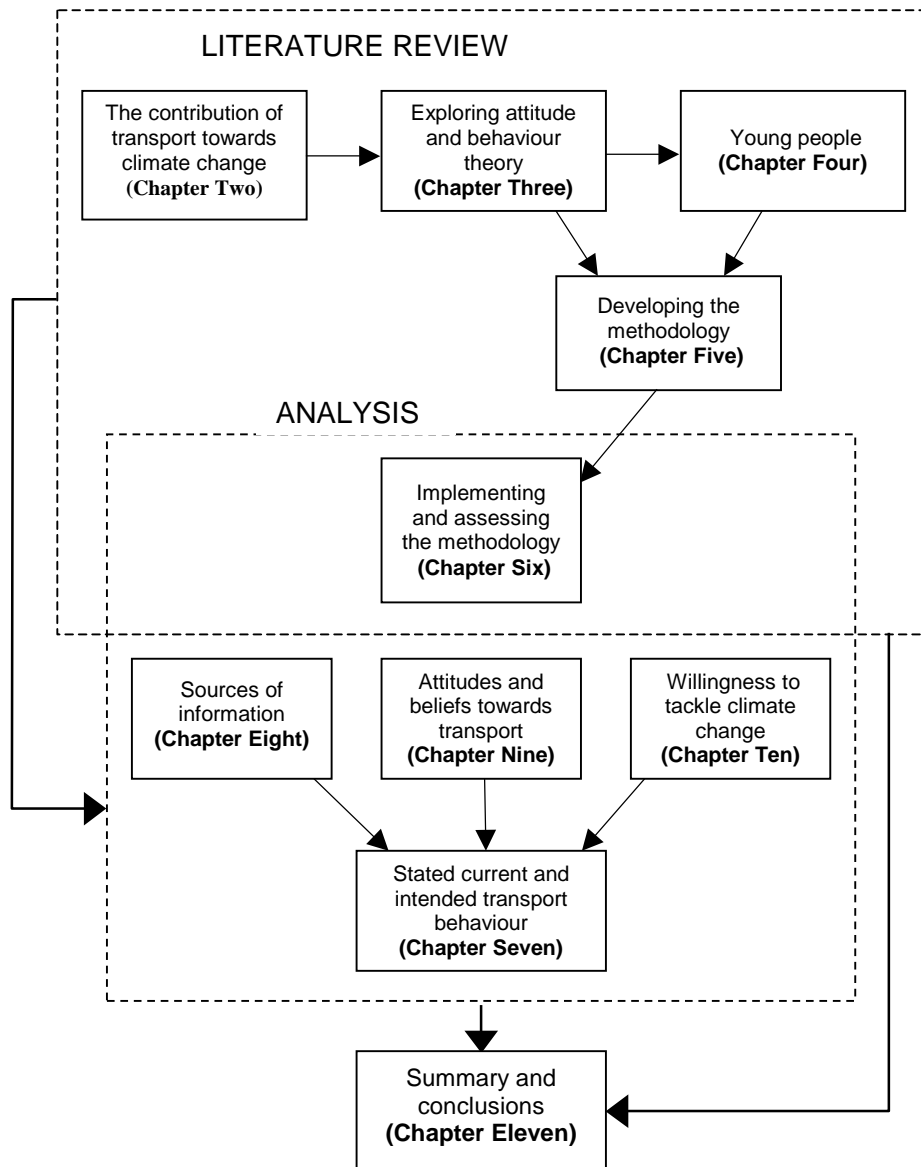 LITERATURE REVIEW
The contribution of
transport towards
climate change
(Chapter Two)
Exploring attitude
and behaviour
theory
(Chapter Three)
Young people
(Chapter Four)
Developing the
methodology
(Chapter Five)
ANALYSIS
Implementing
and assessing
the methodology
(Chapter Six)
Sources of
information
(Chapter Eight)
Attitudes and
beliefs towards
transport
(Chapter Nine)
Willingness to
tackle climate
change
(Chapter Ten)
Stated current and
intended transport
behaviour
(Chapter Seven)
Summary and
conclusions
(Chapter Eleven)